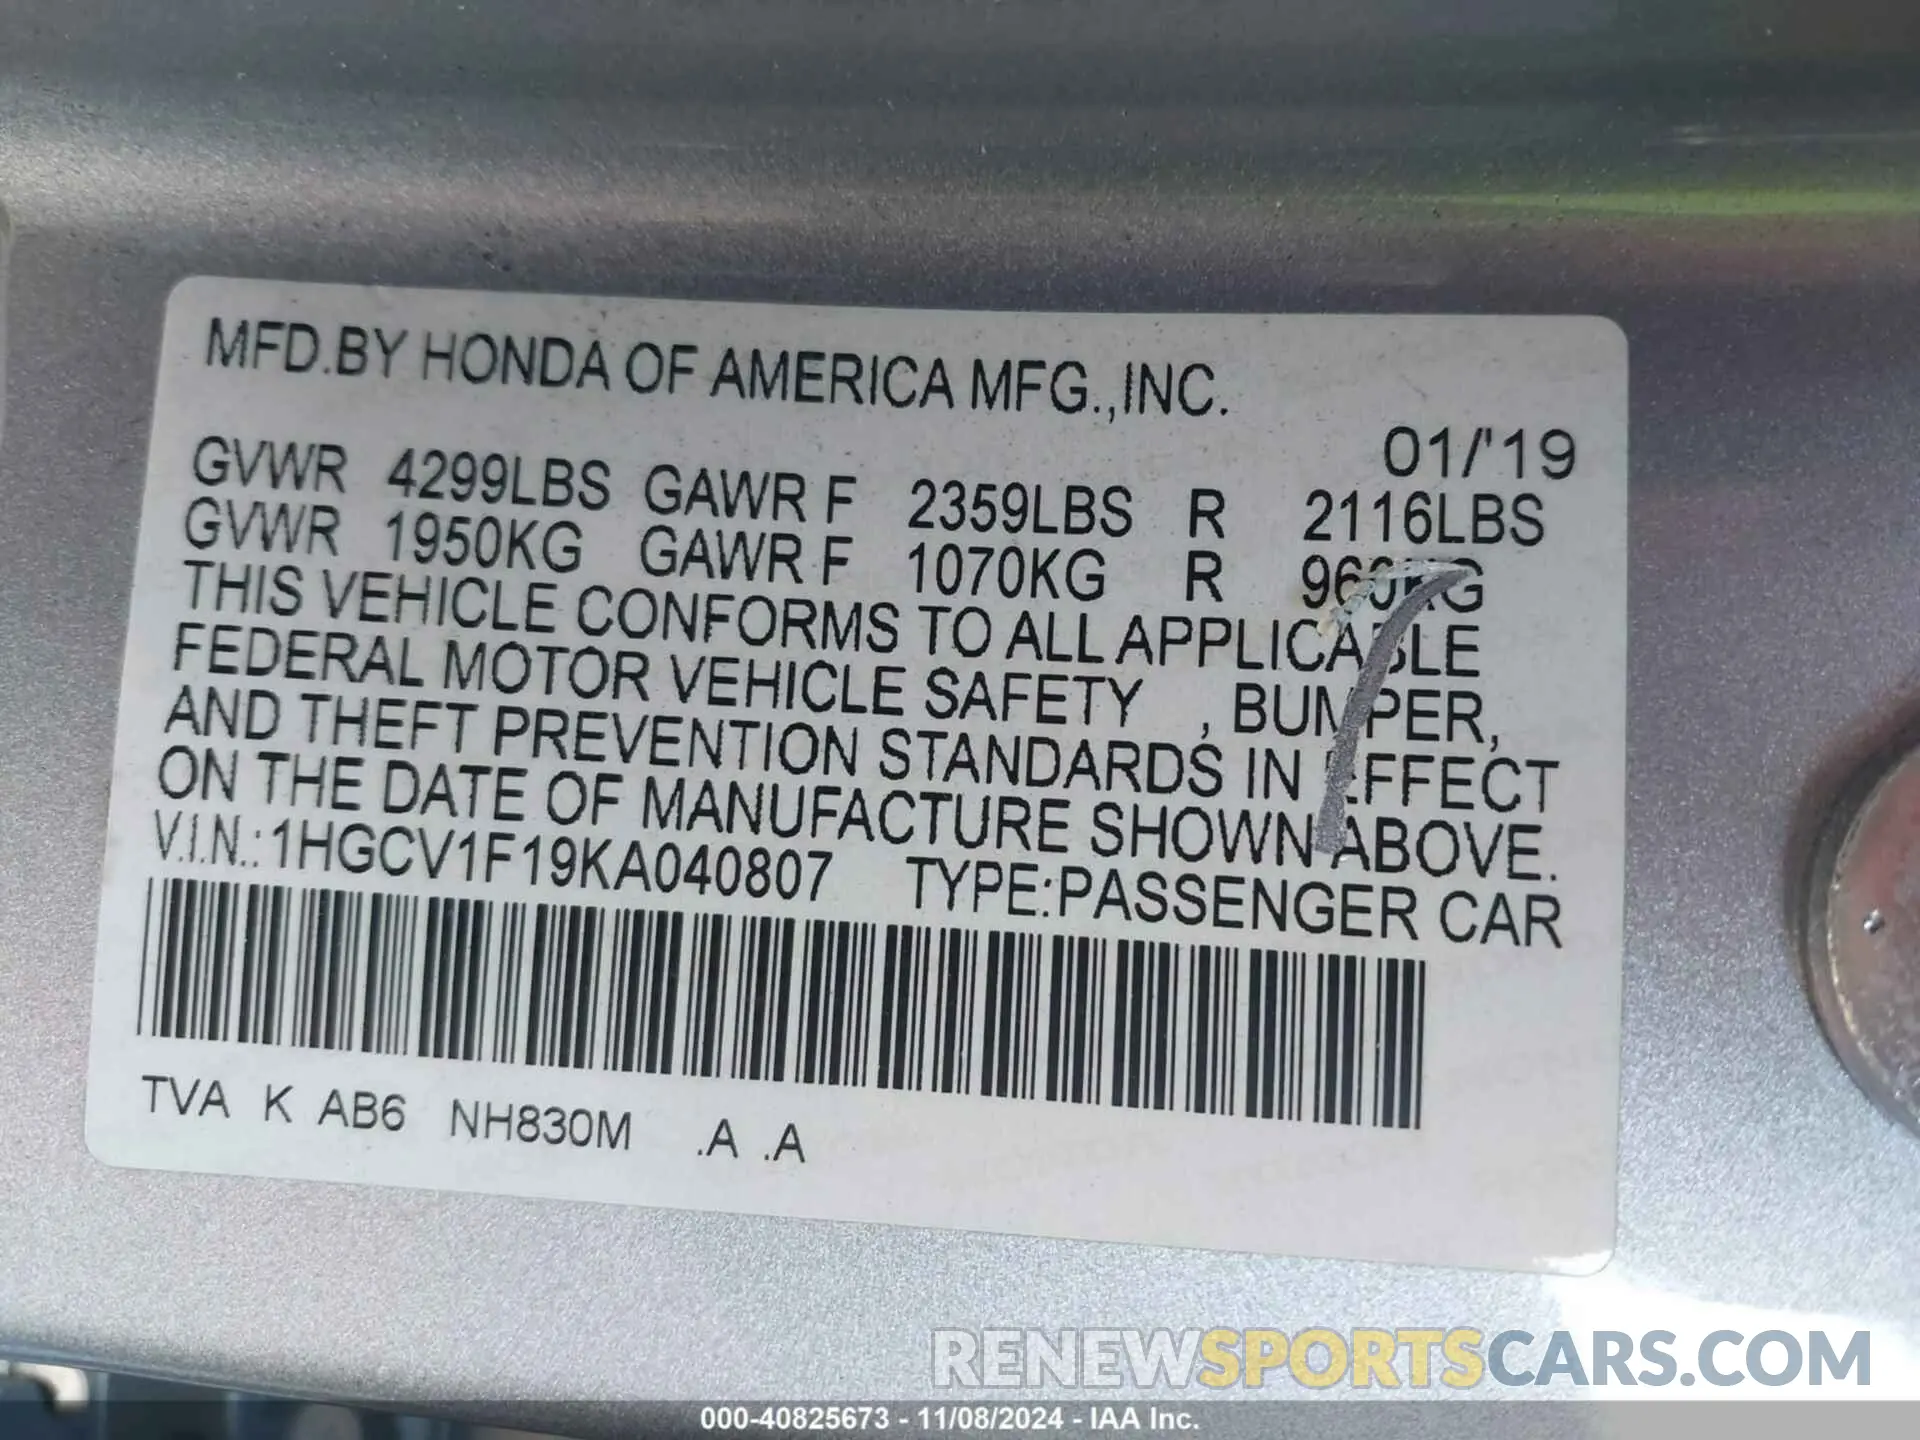 MFD.BY HONDA OF AMERICA MFG.,INC.
01/'19
GVWR 4299LBS GAWR F 2359LBS R 2116LBS
GVWR 1950KG GAWR F 1070KG R 960KG
THIS VEHICLE CONFORMS TO ALL APPLICABLE
FEDERAL MOTOR VEHICLE SAFETY , BUMPER,
AND THEFT PREVENTION STANDARDS IN EFFECT
ON THE DATE OF MANUFACTURE SHOWN ABOVE.
V.I.N.:1HGCV1F19KA040807 TYPE:PASSENGER CAR
TVA K AB6 NH830M .A .A
RENEWSPORTSCARS.COM
000-40825673 - 11/08/2024 - IAA Inc.